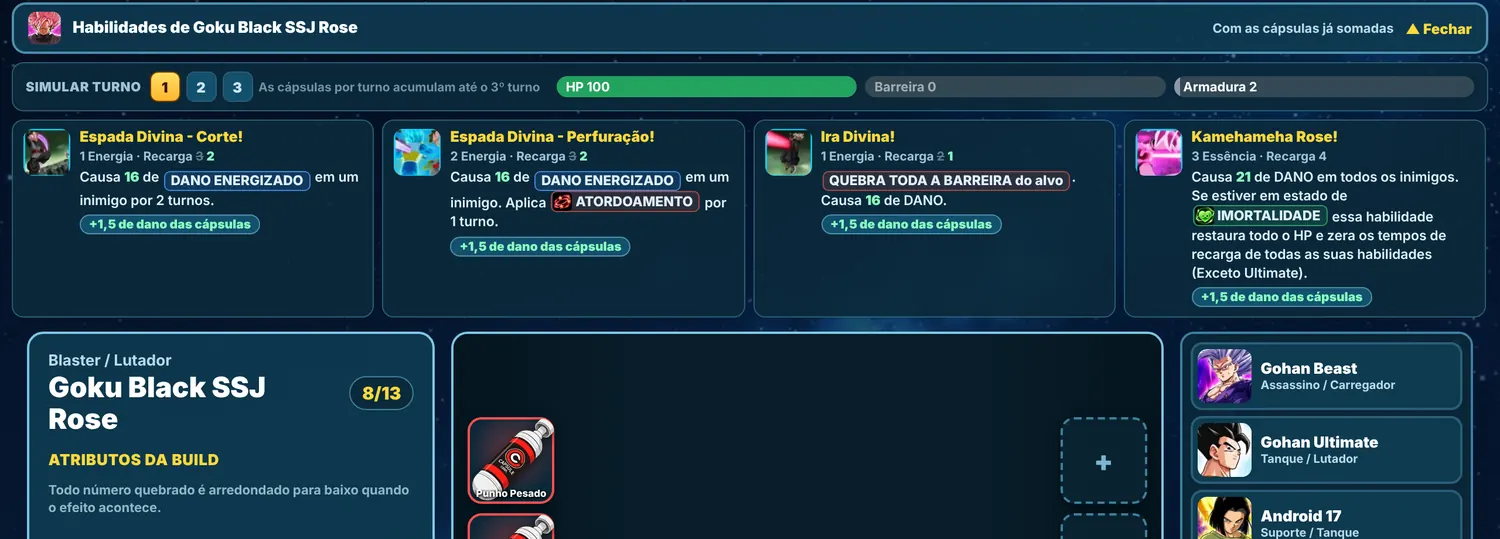 Habilidades de Goku Black SSJ Rose
Com as cápsulas já somadas ▲ Fechar
SIMULAR TURNO 1 2 3 As cápsulas por turno acumulam até o 3º turno HP 100 Barreira 0 Armadura 2
Espada Divina - Corte!
1 Energia · Recarga 3 2
Causa 16 de DANO ENERGIZADO em um
inimigo por 2 turnos.
+1,5 de dano das cápsulas
Espada Divina - Perfuração!
2 Energia · Recarga 3 2
Causa 16 de DANO ENERGIZADO em um
inimigo. Aplica ATORDOAMENTO por
1 turno.
+1,5 de dano das cápsulas
Ira Divina!
1 Energia · Recarga 2 1
QUEBRA TODA A BARREIRA do alvo ·
Causa 16 de DANO.
+1,5 de dano das cápsulas
Kamehameha Rose!
3 Essência · Recarga 4
Causa 21 de DANO em todos os inimigos.
Se estiver em estado de
IMORTALIDADE essa habilidade
restaura todo o HP e zera os tempos de
recarga de todas as suas habilidades
(Exceto Ultimate).
+1,5 de dano das cápsulas
Blaster / Lutador
Goku Black SSJ
Rose
8/13
ATRIBUTOS DA BUILD
Todo número quebrado é arredondado para baixo quando
o efeito acontece.
CAPSULE
Punho Pesado
+
Gohan Beast
Assassino / Carregador
Gohan Ultimate
Tanque / Lutador
Android 17
Suporte / Tanque